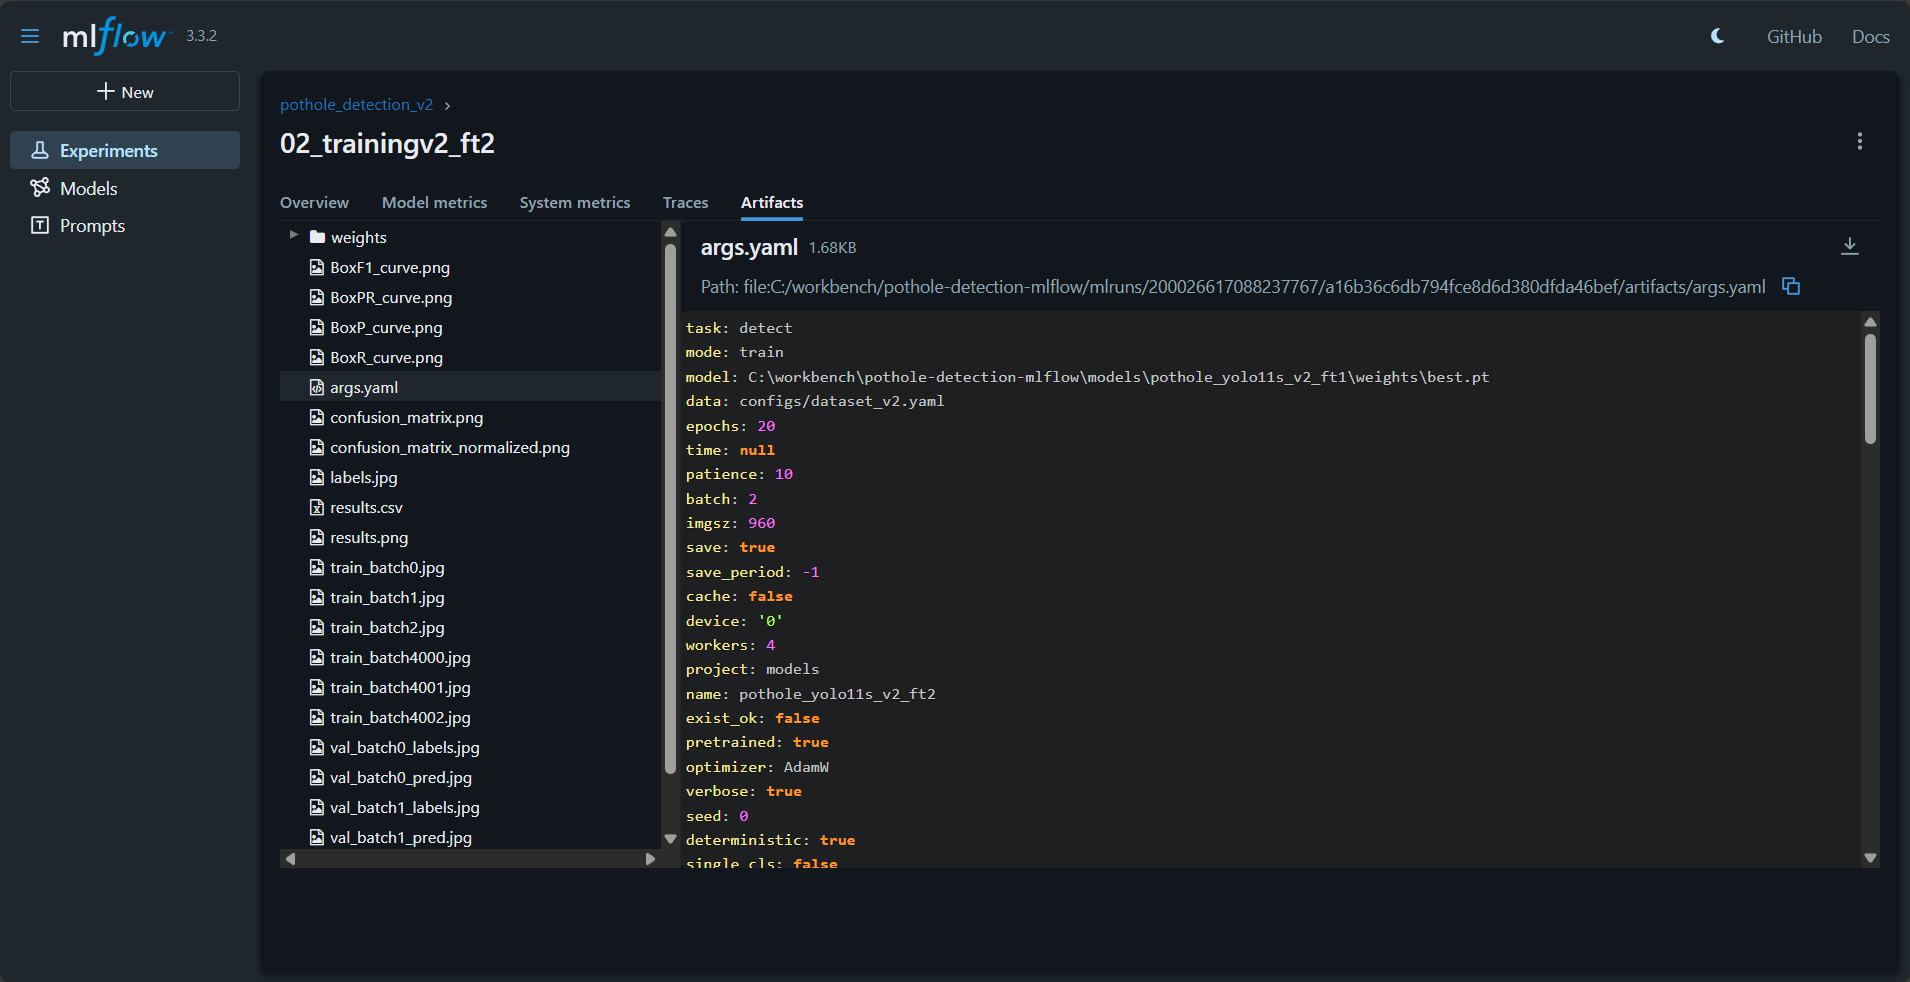 mlflow™ 3.3.2
GitHub
Docs
New
Experiments
Models
Prompts
pothole_detection_v2 ›
02_trainingv2_ft2
Overview
Model metrics
System metrics
Traces
Artifacts
weights
BoxF1_curve.png
BoxPR_curve.png
BoxP_curve.png
BoxR_curve.png
args.yaml
confusion_matrix.png
confusion_matrix_normalized.png
labels.jpg
results.csv
results.png
train_batch0.jpg
train_batch1.jpg
train_batch2.jpg
train_batch4000.jpg
train_batch4001.jpg
train_batch4002.jpg
val_batch0_labels.jpg
val_batch0_pred.jpg
val_batch1_labels.jpg
val_batch1_pred.jpg
args.yaml 1.68KB
Path: file:C:/workbench/pothole-detection-mlflow/mlruns/200026617088237767/a16b36c6db794fce8d6d380dfda46bef/artifacts/args.yaml
task: detect
mode: train
model: C:\workbench\pothole-detection-mlflow\models\pothole_yolo11s_v2_ft1\weights\best.pt
data: configs/dataset_v2.yaml
epochs: 20
time: null
patience: 10
batch: 2
imgsz: 960
save: true
save_period: -1
cache: false
device: '0'
workers: 4
project: models
name: pothole_yolo11s_v2_ft2
exist_ok: false
pretrained: true
optimizer: AdamW
verbose: true
seed: 0
deterministic: true
single_cls: false